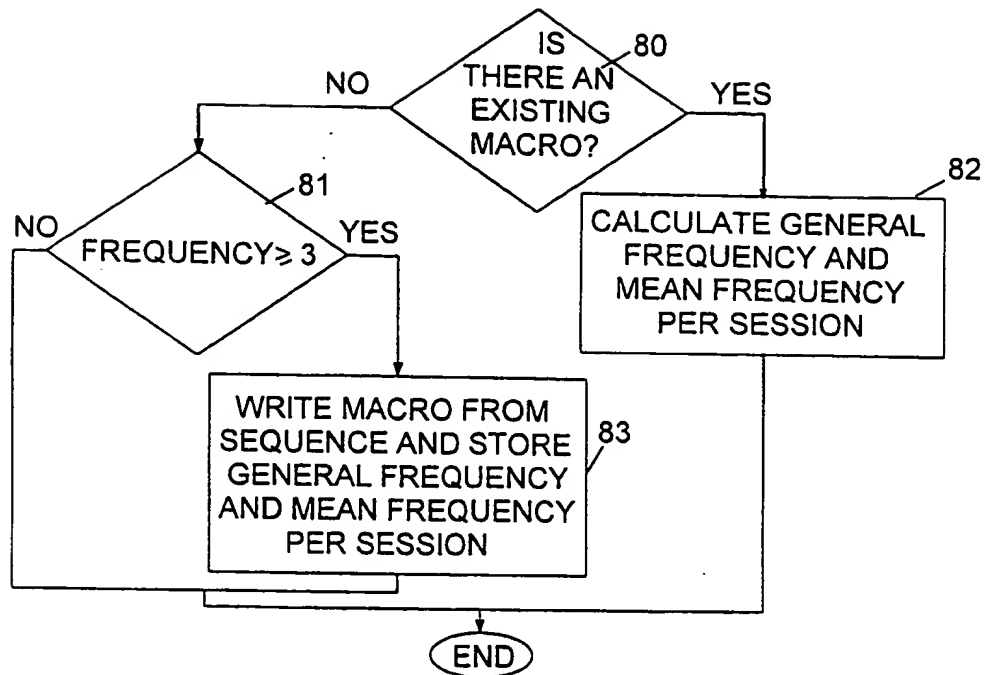 IS
THERE AN
EXISTING
MACRO?
80
NO
YES
81
NO
YES
FREQUENCY ⩾ 3
82
CALCULATE GENERAL
FREQUENCY AND
MEAN FREQUENCY
PER SESSION
WRITE MACRO FROM
SEQUENCE AND STORE
GENERAL FREQUENCY
AND MEAN FREQUENCY
PER SESSION
83
END